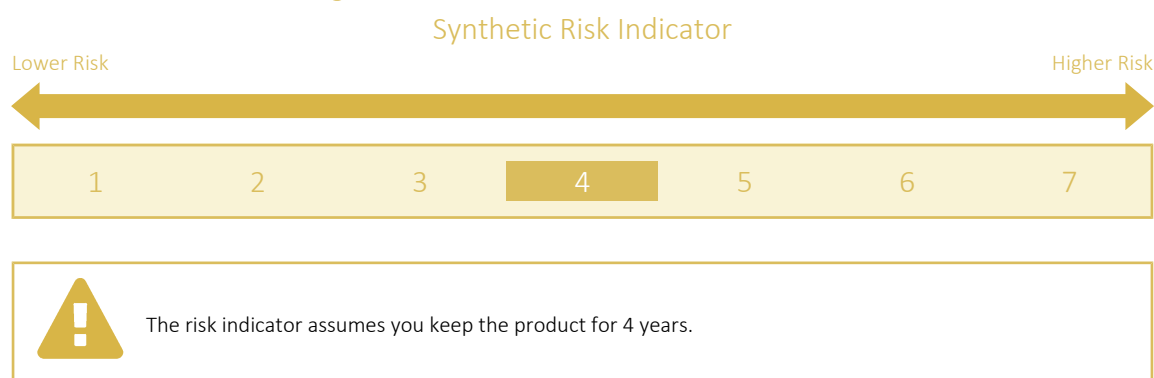 Synthetic Risk Indicator
Lower Risk Higher Risk
1 2 3 4 5 6 7
The risk indicator assumes you keep the product for 4 years.